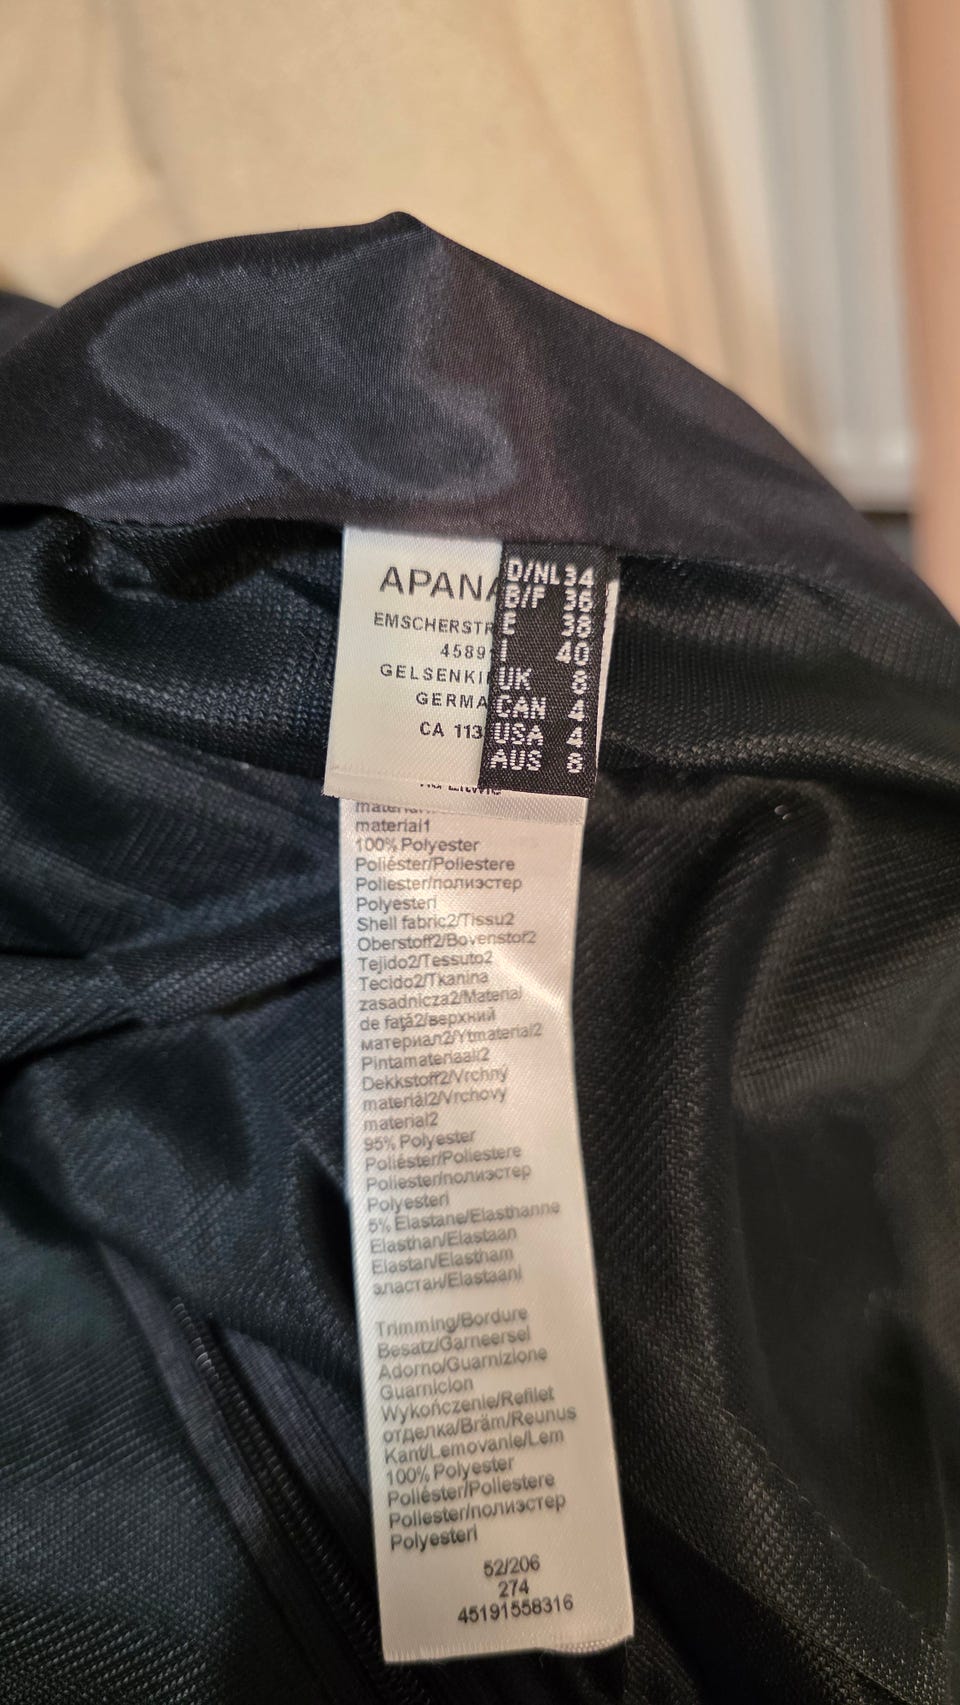 APANA
EMSCHERSTR
4589
GELSENKI
GERMA
CA 113
D/NL 34
B/F 36
E 38
I 40
UK 8
CAN 4
USA 4
AUS 8
material1
100% Polyester
Poliéster/Poliestere
Poliester/полиэстер
Polyesteri
Shell fabric2/Tissu2
Oberstoff2/Bovenstof2
Tejido2/Tessuto2
Tecido2/Tkanina
zasadnicza2/Material
de faţă2/верхний
материал2/Ytmaterial2
Pintamateriaali2
Dekkstoff2/Vrchný
materiál2/Vrchovy
material2
95% Polyester
Poliéster/Poliestere
Poliester/полиэстер
Polyesteri
5% Elastane/Elasthanne
Elasthan/Elastaan
Elastan/Elastham
эластан/Elastaani
Trimming/Bordure
Besatz/Garneersel
Adorno/Guarnizione
Guarnicion
Wykończenie/Refilet
отделка/Bräm/Reunus
Kant/Lemovanie/Lem
100% Polyester
Poliéster/Poliestere
Poliester/полиэстер
Polyesteri
52/206
274
45191558316